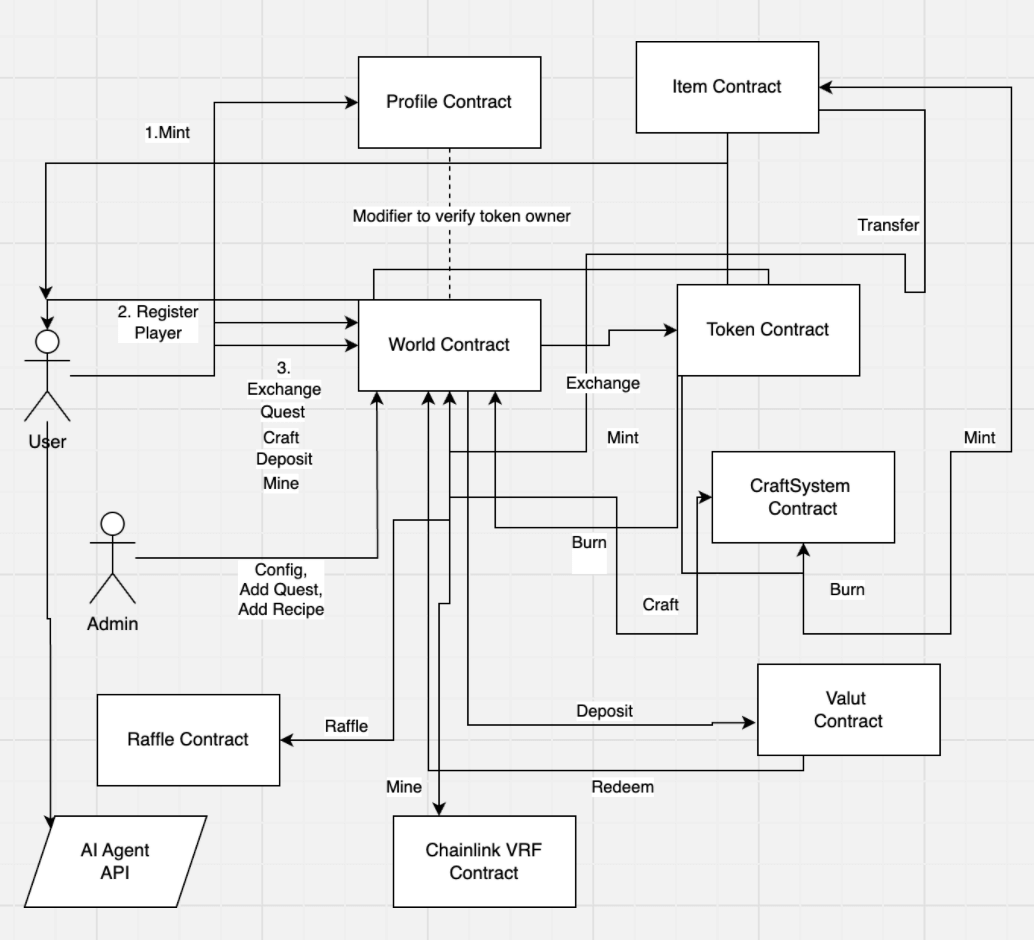 Item Contract
Profile Contract
1.Mint
Modifier to verify token owner
Transfer
2. Register
Player
World Contract
Token Contract
3.
Exchange
Quest
Craft
Deposit
Mine
Exchange
User
Mint
Mint
CraftSystem
Contract
Burn
Config,
Add Quest,
Add Recipe
Burn
Craft
Admin
Valut
Contract
Deposit
Raffle
Raffle Contract
Mine
Redeem
AI Agent
API
Chainlink VRF
Contract